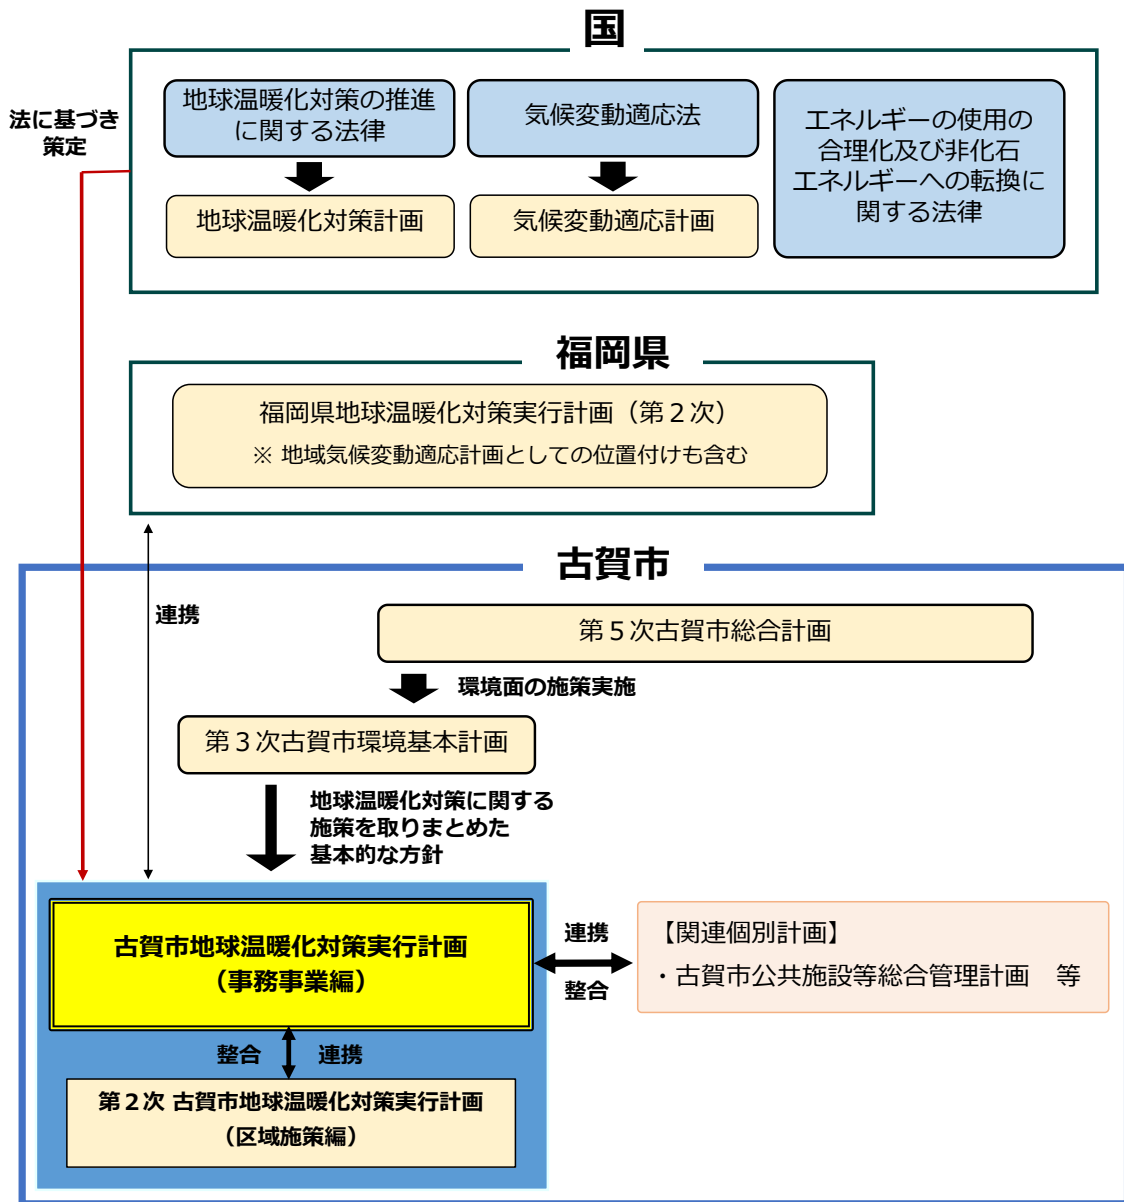 国
法に基づき
策定
地球温暖化対策の推進
に関する法律
気候変動適応法
エネルギーの使用の
合理化及び非化石
エネルギーへの転換に
関する法律
地球温暖化対策計画
気候変動適応計画
福岡県
福岡県地球温暖化対策実行計画（第２次）
※ 地域気候変動適応計画としての位置付けも含む
古賀市
連携
第５次古賀市総合計画
環境面の施策実施
第３次古賀市環境基本計画
地球温暖化対策に関する
施策を取りまとめた
基本的な方針
古賀市地球温暖化対策実行計画
（事務事業編）
連携
整合
【関連個別計画】
・古賀市公共施設等総合管理計画　等
整合 連携
第２次 古賀市地球温暖化対策実行計画
（区域施策編）